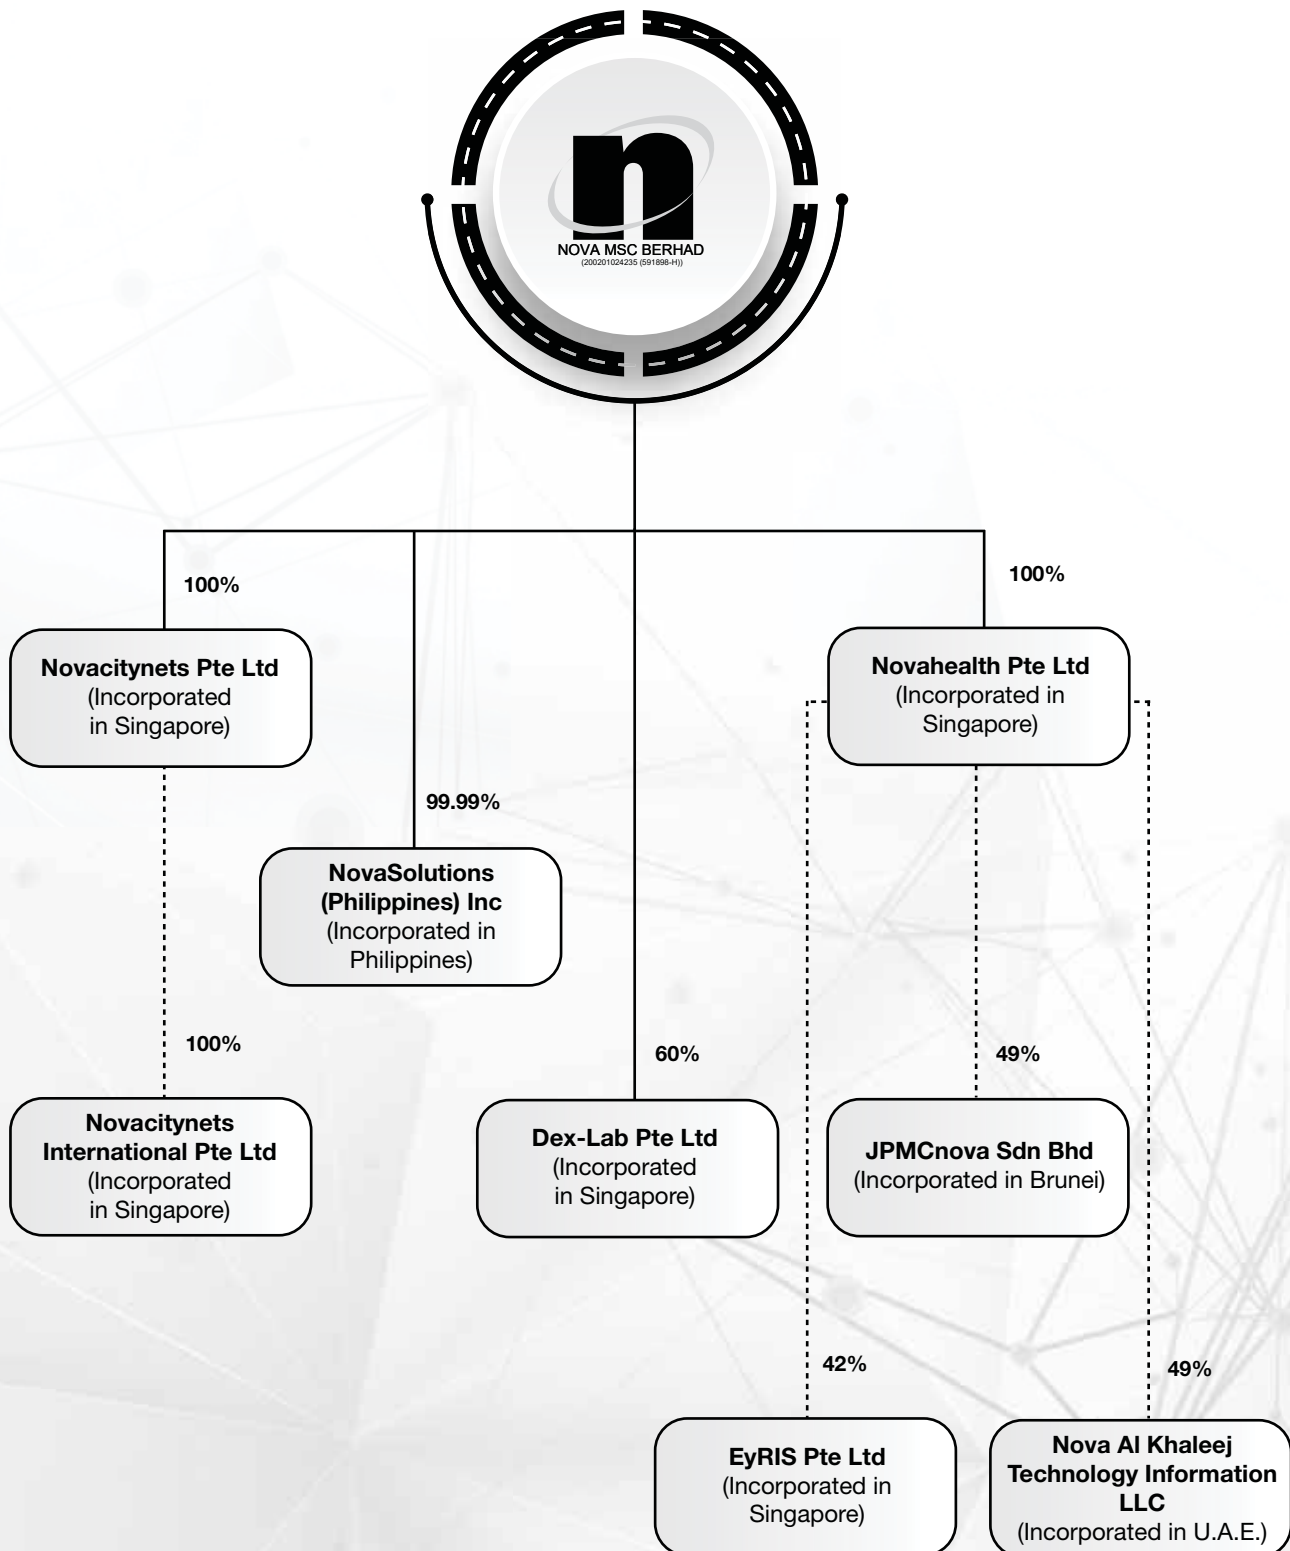 n
NOVA MSC BERHAD
(200201024235 (591898-H))
100%
100%
Novacitynets Pte Ltd
(Incorporated
in Singapore)
Novahealth Pte Ltd
(Incorporated in
Singapore)
99.99%
NovaSolutions
(Philippines) Inc
(Incorporated in
Philippines)
100%
60%
49%
Novacitynets
International Pte Ltd
(Incorporated
in Singapore)
Dex-Lab Pte Ltd
(Incorporated
in Singapore)
JPMCnova Sdn Bhd
(Incorporated in Brunei)
42%
49%
EyRIS Pte Ltd
(Incorporated in
Singapore)
Nova Al Khaleej
Technology Information
LLC
(Incorporated in U.A.E.)